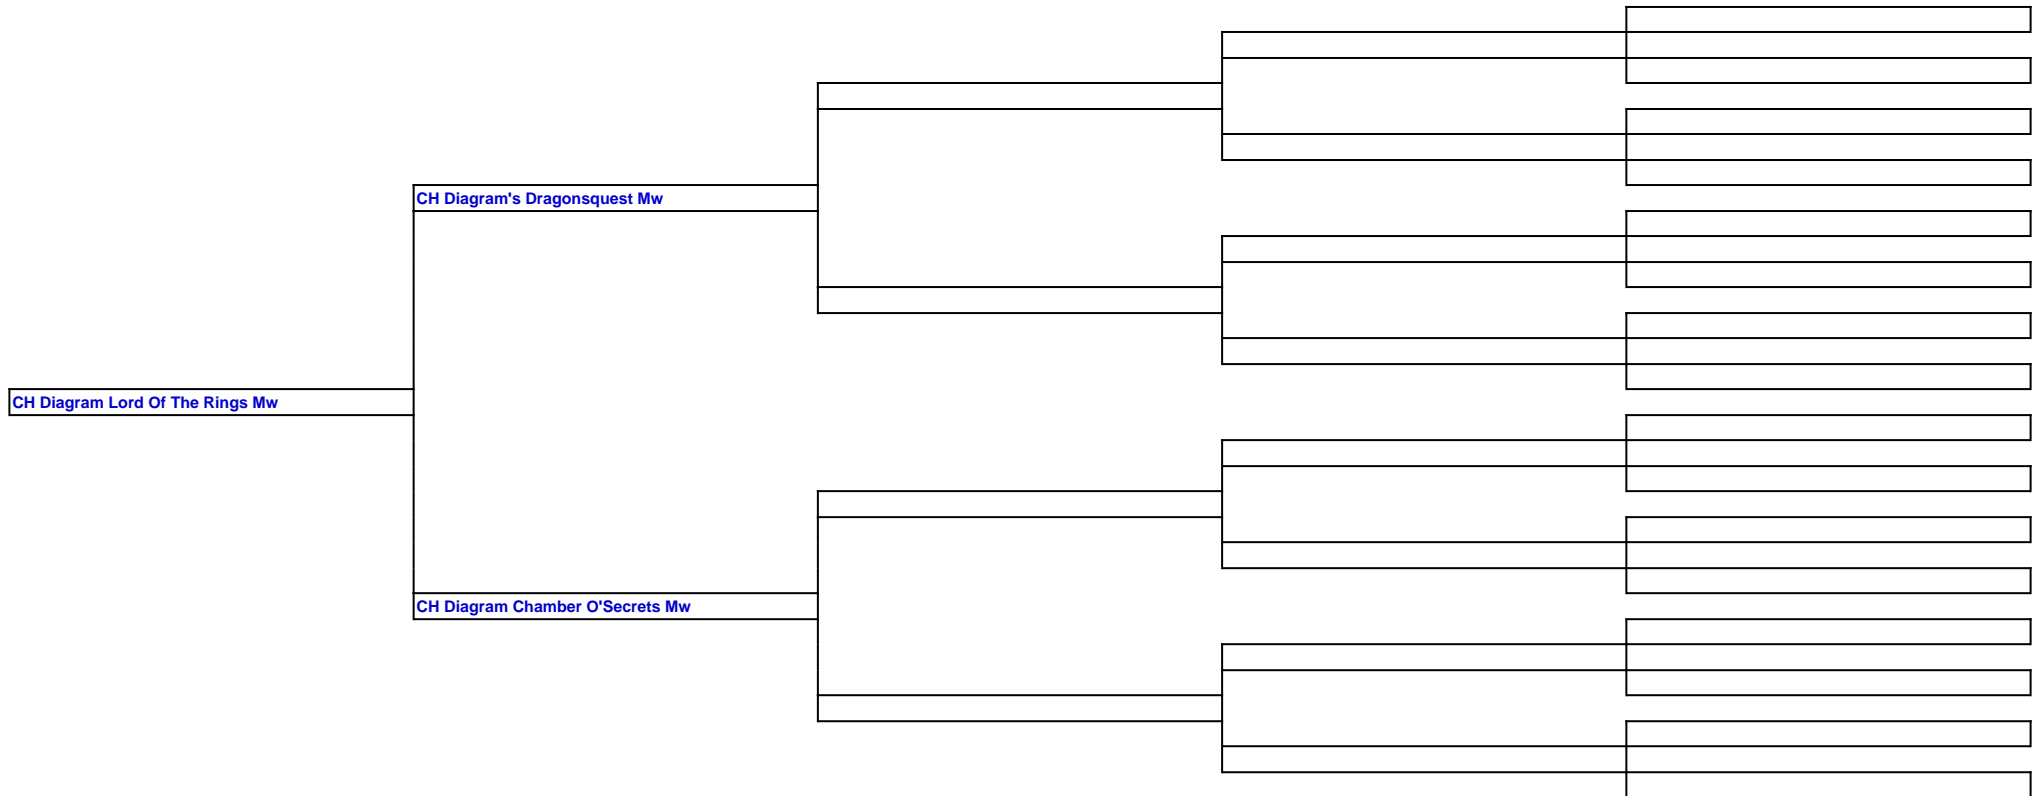 CH Diagram's Dragonsquest Mw
CH Diagram Lord Of The Rings Mw
CH Diagram Chamber O'Secrets Mw